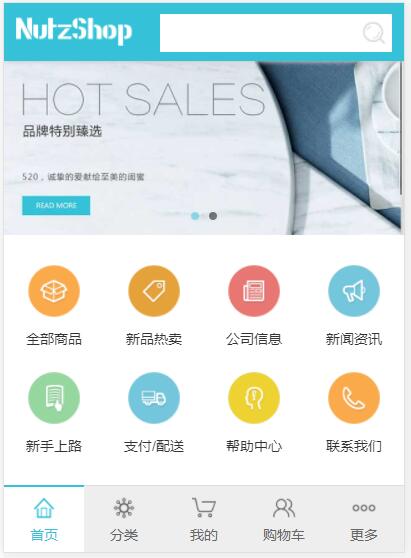 NutzShop
HOT SALES
品牌特别臻选
520，诚挚的爱献给至美的闺蜜
READ MORE
全部商品
新品热卖
公司信息
新闻资讯
新手上路
支付/配送
帮助中心
联系我们
首页
分类
我的
购物车
更多